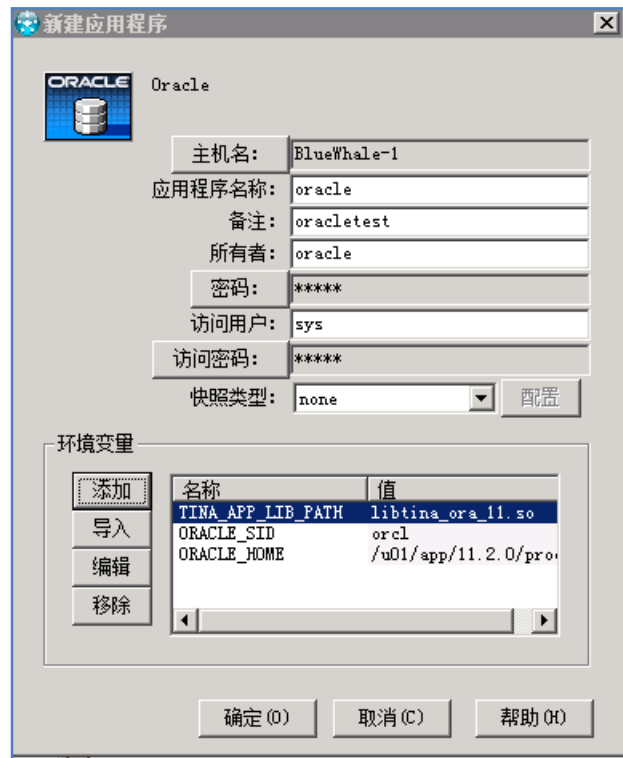 新建应用程序
ORACLE
Oracle
主机名: BlueWhale-1
应用程序名称: oracle
备注: oracletest
所有者: oracle
密码: *****
访问用户: sys
访问密码: *****
快照类型: none 配置
环境变量
添加
导入
编辑
移除
名称 值
TINA_APP_LIB_PATH libtina_ora_11.so
ORACLE_SID orcl
ORACLE_HOME /u01/app/11.2.0/pro
确定(O) 取消(C) 帮助(H)